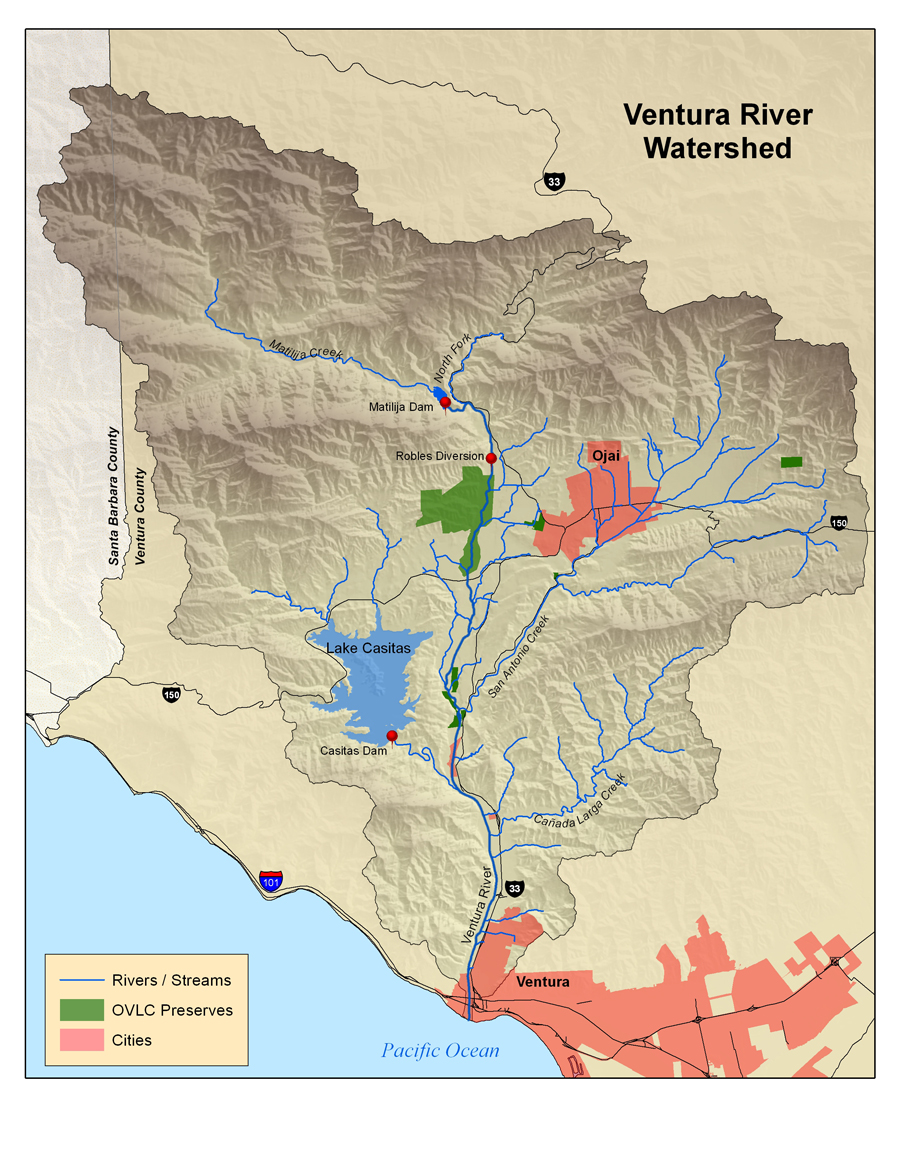 Ventura River
Watershed
33
Matilija Creek
North Fork
Matilija Dam
Robles Diversion
Ojai
Santa Barbara County
Ventura County
150
Lake Casitas
San Antonio Creek
150
Casitas Dam
Cañada Larga Creek
101
Ventura River
33
Ventura
Rivers / Streams
OVLC Preserves
Cities
Pacific Ocean